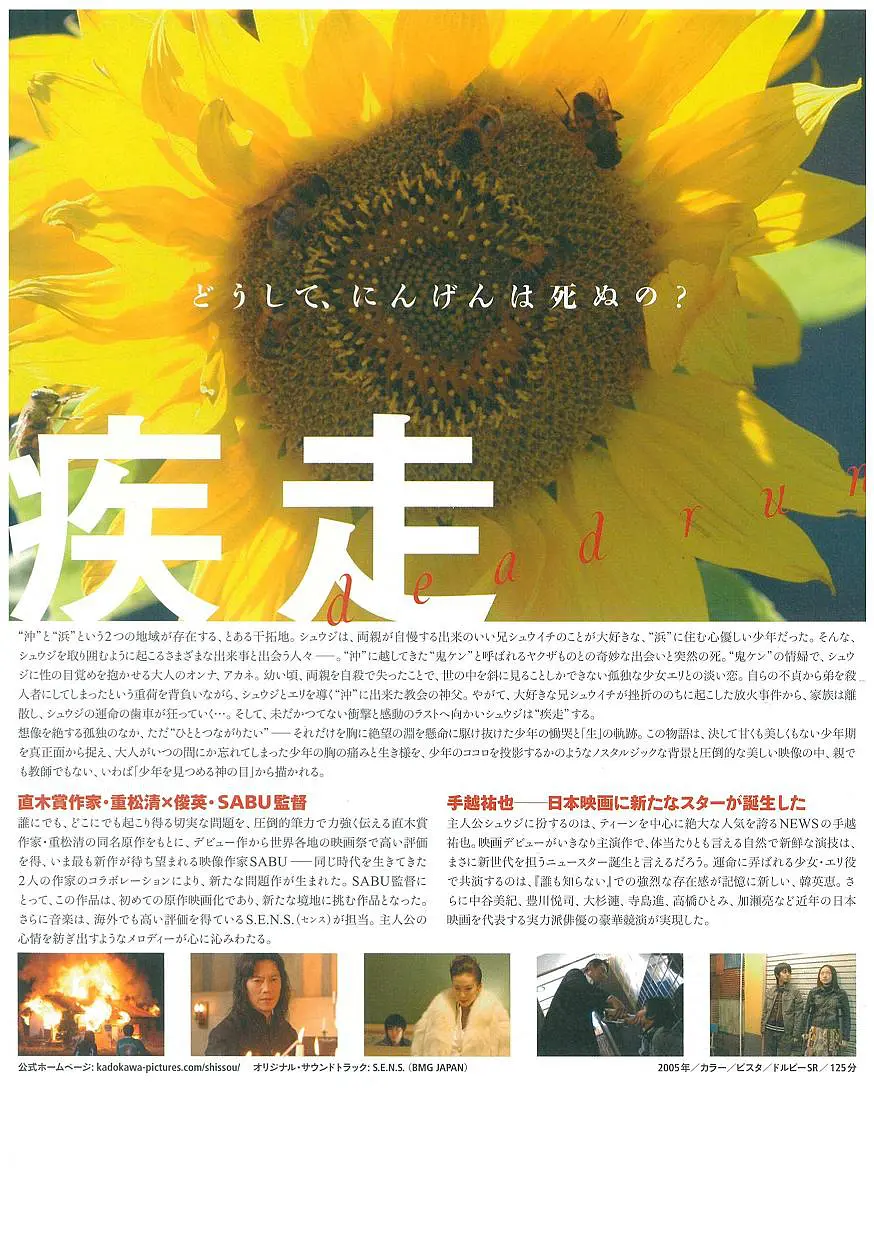 どうして、にんげんは死ぬの?
疾走
dead run
“沖”と“浜”という2つの地域が存在する、とある干拓地。シュウジは、両親が自慢する出来のいい兄シュウイチのことが大好きな、“浜”に住む心優しい少年だった。そんな、
シュウジを取り囲むように起こるさまざまな出来事と出会う人々――。“沖”に越してきた“鬼ケン”と呼ばれるヤクザものとの奇妙な出会いと突然の死。“鬼ケン”の情婦で、シュウ
ジに性の目覚めを抱かせる大人のオンナ、アカネ。幼い頃、両親を自殺で失ったことで、世の中を斜に見ることしかできない孤独な少女エリとの淡い恋。自らの不貞から弟を殺
人者にしてしまったという重荷を背負いながら、シュウジとエリを導く“沖”に出来た教会の神父。やがて、大好きな兄シュウイチが挫折ののちに起こした放火事件から、家族は離
散し、シュウジの運命の歯車が狂っていく…。そして、未だかつてない衝撃と感動のラストへ向かいシュウジは“疾走”する。
想像を絶する孤独のなか、ただ“ひととつながりたい”――それだけを胸に絶望の淵を懸命に駆け抜けた少年の慟哭と「生」の軌跡。この物語は、決して甘くも美しくもない少年期
を真正面から捉え、大人がいつの間にか忘れてしまった少年の胸の痛みと生き様を、少年のココロを投影するかのようなノスタルジックな背景と圧倒的な美しい映像の中、親で
も教師でもない、いわば「少年を見つめる神の目」から描かれる。
直木賞作家・重松清×俊英・SABU監督
誰にでも、どこにでも起こり得る切実な問題を、圧倒的筆力で力強く伝える直木賞
作家・重松清の同名原作をもとに、デビュー作から世界各地の映画祭で高い評価
を得、いま最も新作が待ち望まれる映像作家SABU――同じ時代を生きてきた
2人の作家のコラボレーションにより、新たな問題作が生まれた。SABU監督に
とって、この作品は、初めての原作映画化であり、新たな境地に挑む作品となった。
さらに音楽は、海外でも高い評価を得ているS.E.N.S.(センス)が担当。主人公の
心情を紡ぎ出すようなメロディーが心に沁みわたる。
手越祐也――日本映画に新たなスターが誕生した
主人公シュウジに扮するのは、ティーンを中心に絶大な人気を誇るNEWSの手越
祐也。映画デビューがいきなり主演作で、体当たりとも言える自然で新鮮な演技は、
まさに新世代を担うニュースター誕生と言えるだろう。運命に弄ばれる少女・エリ役
で共演するのは、『誰も知らない』での強烈な存在感が記憶に新しい、韓英恵。さ
らに中谷美紀、豊川悦司、大杉漣、寺島進、高橋ひとみ、加瀬亮など近年の日本
映画を代表する実力派俳優の豪華競演が実現した。
公式ホームページ: kadokawa-pictures.com/shissou/ オリジナル・サウンドトラック: S.E.N.S. (BMG JAPAN)
2005年/カラー/ビスタ/ドルビーSR/125分